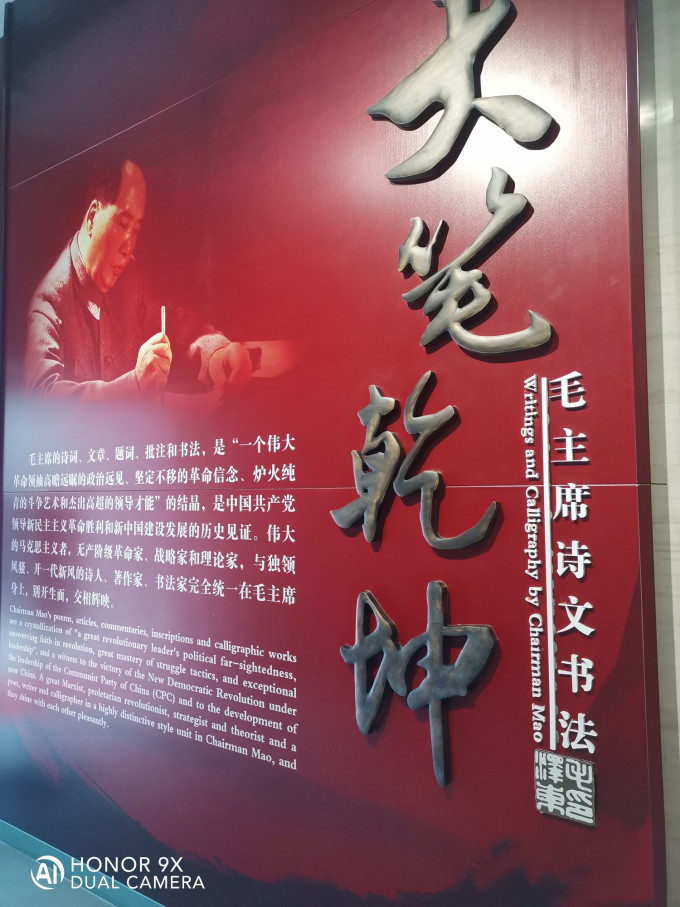 大笔乾坤
毛主席诗文书法
Writings and Calligraphy by Chairman Mao
毛主席的诗词、文章、题词、批注和书法，是“一个伟大
革命领袖高瞻远瞩的政治远见、坚定不移的革命信念、炉火纯
青的斗争艺术和杰出高超的领导才能”的结晶，是中国共产党
领导新民主主义革命胜利和新中国建设发展的历史见证。伟大
的马克思主义者，无产阶级革命家、战略家和理论家，与独领
风骚、开一代新风的诗人、著作家、书法家完全统一在毛主席
身上，别开生面，交相辉映。
Chairman Mao's poems, articles, commentaries, inscriptions and calligraphic works
are a crystallization of "a great revolutionary leader's political far-sightedness,
unswerving faith in revolution, great mastery of struggle tactics, and exceptional
leadership", and a witness to the victory of the New Democratic Revolution under
the leadership of the Communist Party of China (CPC) and to the development of
new China. A great Marxist, proletarian revolutionist, strategist and theorist and a
poet, writer and calligrapher in a highly distinctive style unit in Chairman Mao, and
they shine with each other pleasantly.
HONOR 9X
DUAL CAMERA